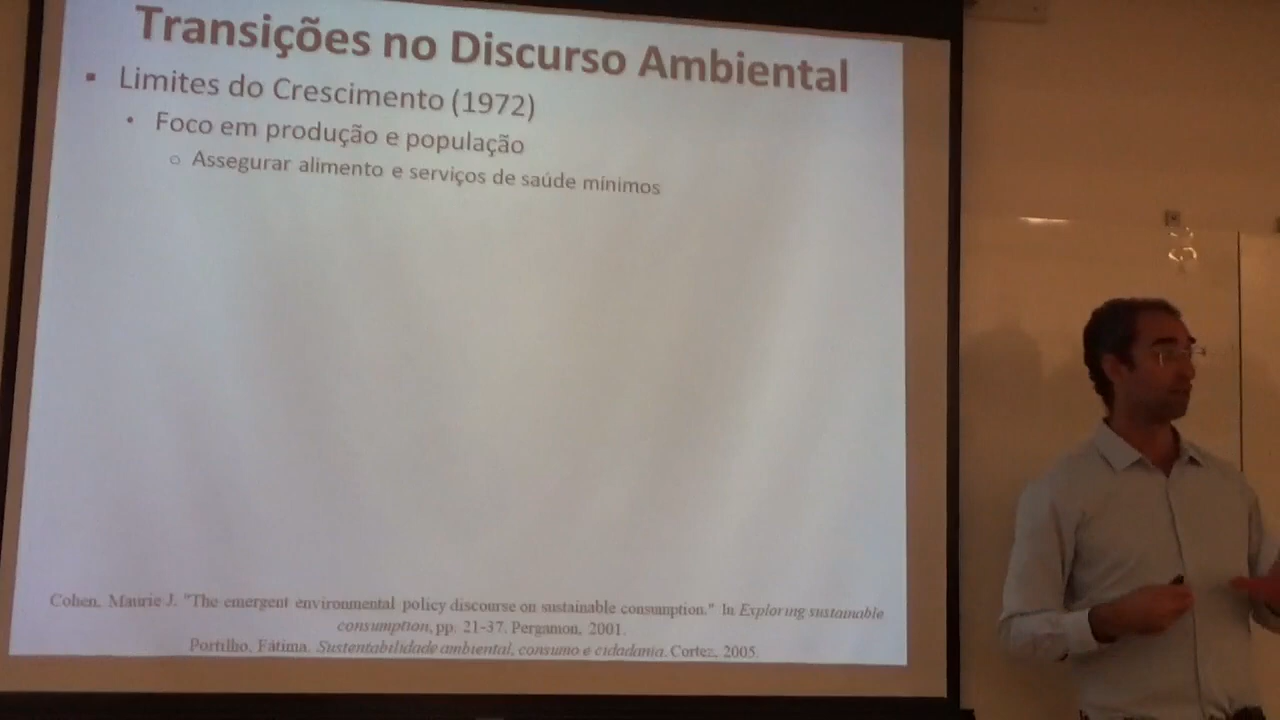 Transições no Discurso Ambiental
▪ Limites do Crescimento (1972)
• Foco em produção e população
○ Assegurar alimento e serviços de saúde mínimos
Cohen, Maurie J. "The emergent environmental policy discourse on sustainable consumption." In Exploring sustainable
consumption, pp. 21-37. Pergamon, 2001.
Portilho, Fátima. Sustentabilidade ambiental, consumo e cidadania. Cortez, 2005.